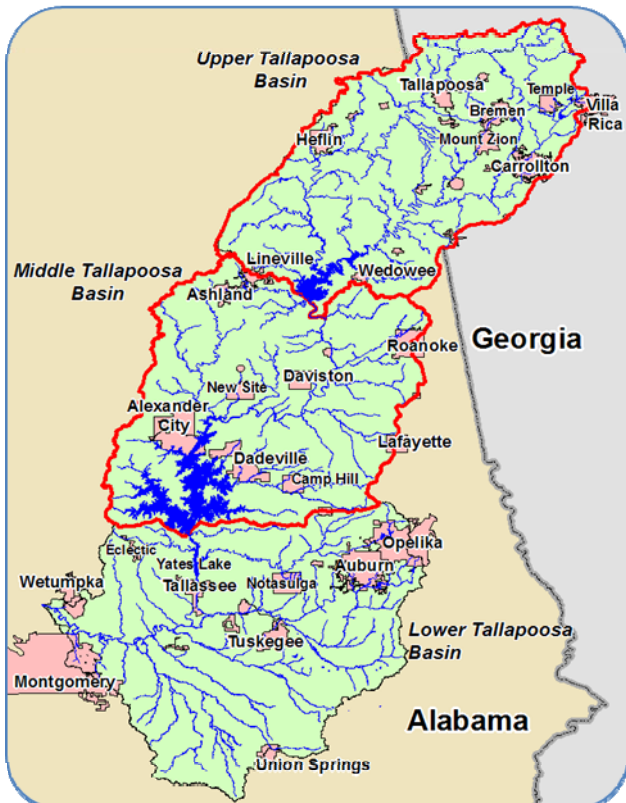 Upper Tallapoosa
Basin
Tallapoosa
Temple
Villa
Rica
Bremen
Mount Zion
Heflin
Carrollton
Lineville
Wedowee
Middle Tallapoosa
Basin
Ashland
Georgia
Roanoke
Daviston
New Site
Alexander
City
Lafayette
Dadeville
Camp Hill
Opelika
Eclectic
Yates Lake
Auburn
Wetumpka
Tallassee
Notasulga
Lower Tallapoosa
Basin
Tuskegee
Montgomery
Alabama
Union Springs